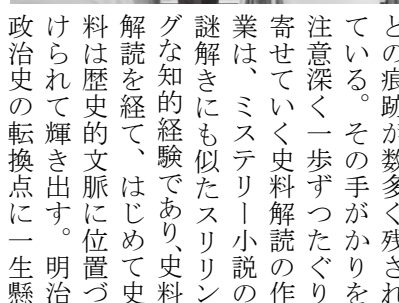 との痕跡が数多く残され
ている。その手がかりを
注意深く一歩ずつたぐり
寄せていく史料解読の作
業は、ミステリー小説の
謎解きにも似たスリリン
グな知的経験であり、史料
解読を経て、はじめて史
料は歴史的文脈に位置づ
けられて輝き出す。明治
政治史の転換点に一生懸